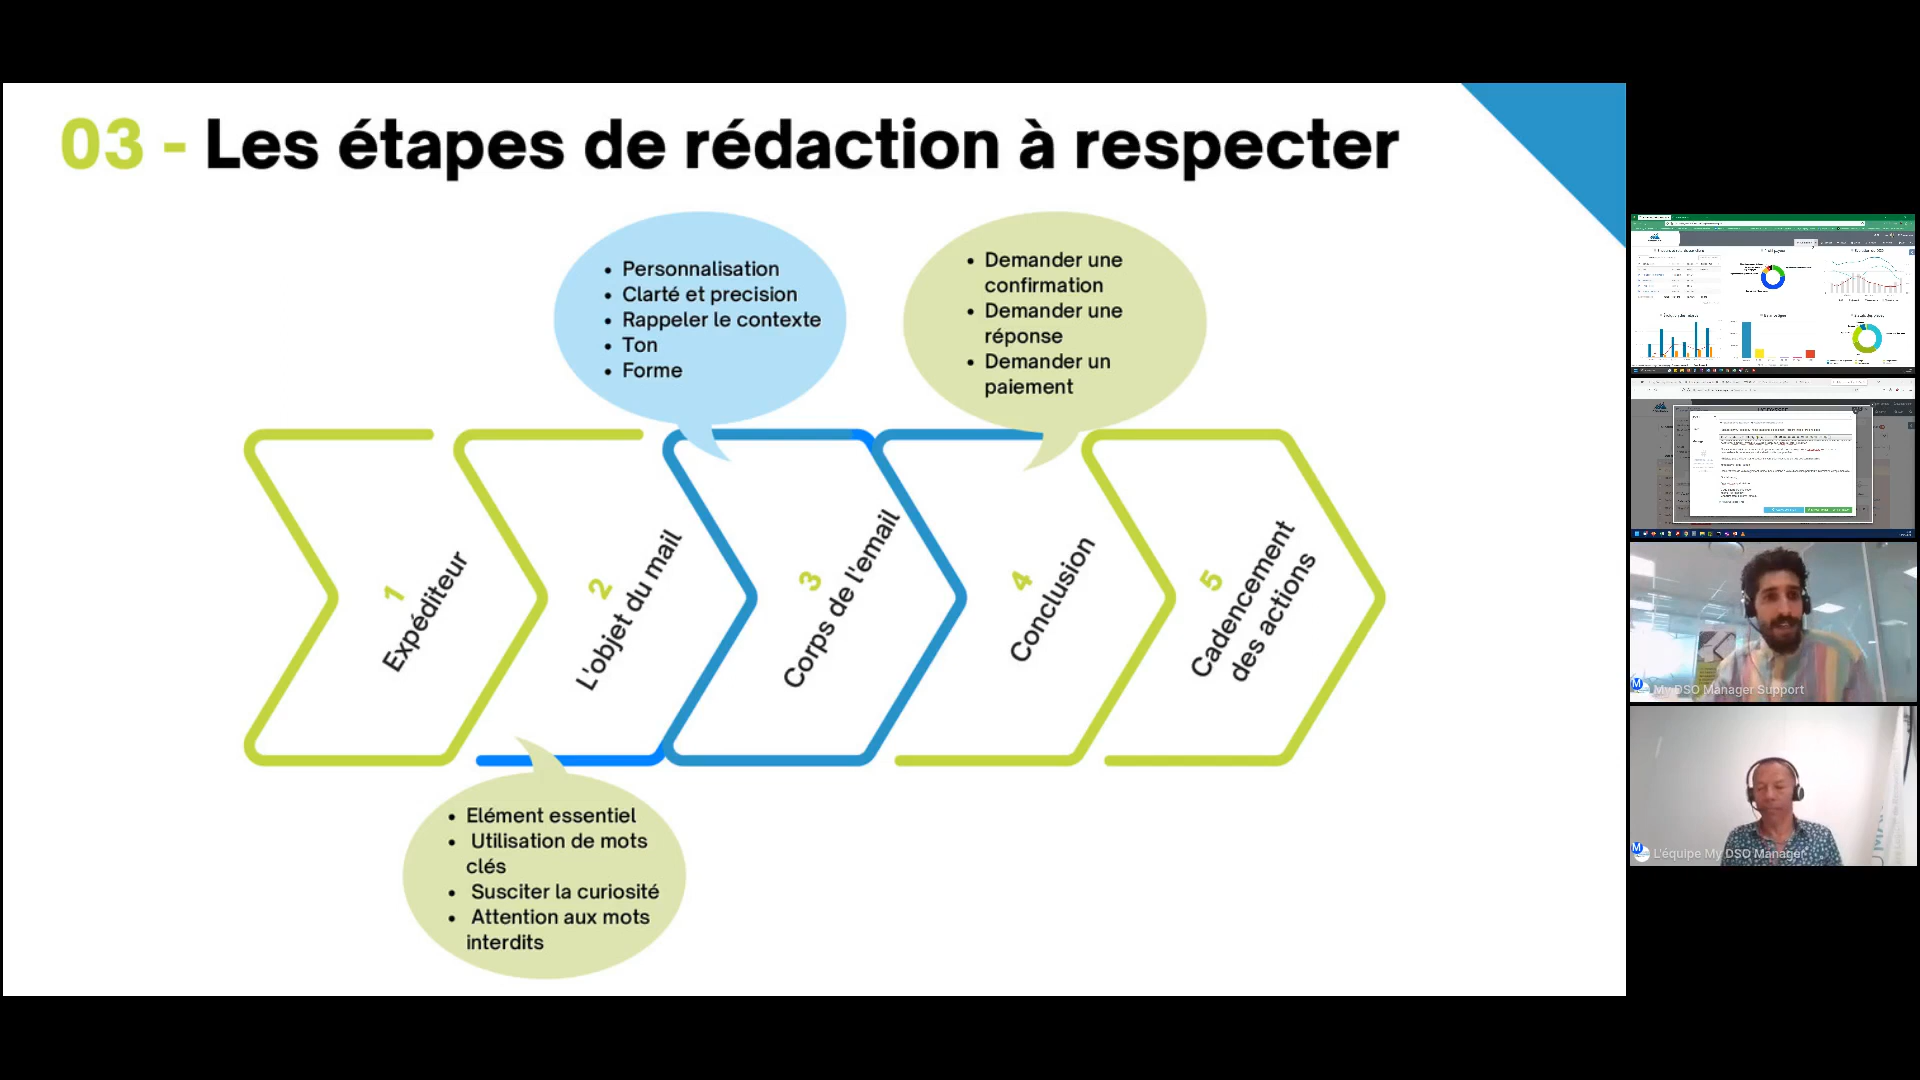 03 - Les étapes de rédaction à respecter
Personnalisation
Clarté et precision
Rappeler le contexte
Ton
Forme
Demander une
confirmation
Demander une
réponse
Demander un
paiement
1
Expéditeur
2
L'objet du mail
3
Corps de l'email
4
Conclusion
5
Cadencement
des actions
Elément essentiel
Utilisation de mots
clés
Susciter la curiosité
Attention aux mots
interdits
My DSO Manager Support
L'équipe My DSO Manager